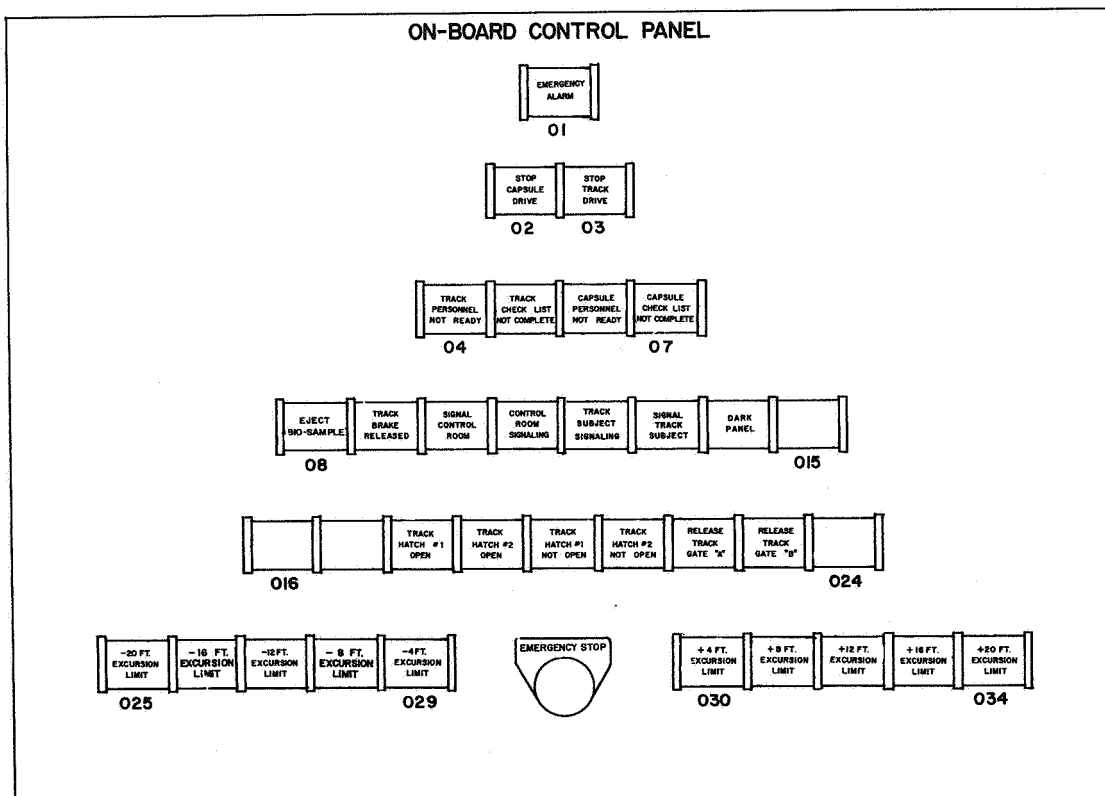 ON-BOARD CONTROL PANEL
EMERGENCY
ALARM
01
STOP
CAPSULE
DRIVE
STOP
TRACK
DRIVE
02 03
TRACK
PERSONNEL
NOT READY
TRACK
CHECK LIST
NOT COMPLETE
CAPSULE
PERSONNEL
NOT READY
CAPSULE
CHECK LIST
NOT COMPLETE
04 07
EJECT
BIO-SAMPLE
TRACK
BRAKE
RELEASED
SIGNAL
CONTROL
ROOM
CONTROL
ROOM
SIGNALING
TRACK
SUBJECT
SIGNALING
SIGNAL
TRACK
SUBJECT
DARK
PANEL
08 015
TRACK
HATCH #1
OPEN
TRACK
HATCH #2
OPEN
TRACK
HATCH #1
NOT OPEN
TRACK
HATCH #2
NOT OPEN
RELEASE
TRACK
GATE "A"
RELEASE
TRACK
GATE "B"
016 024
-20 FT.
EXCURSION
LIMIT
-16 FT.
EXCURSION
LIMIT
-12 FT.
EXCURSION
LIMIT
-8 FT.
EXCURSION
LIMIT
-4 FT.
EXCURSION
LIMIT
025 029
EMERGENCY STOP
+4 FT.
EXCURSION
LIMIT
+8 FT.
EXCURSION
LIMIT
+12 FT.
EXCURSION
LIMIT
+16 FT.
EXCURSION
LIMIT
+20 FT.
EXCURSION
LIMIT
030 034